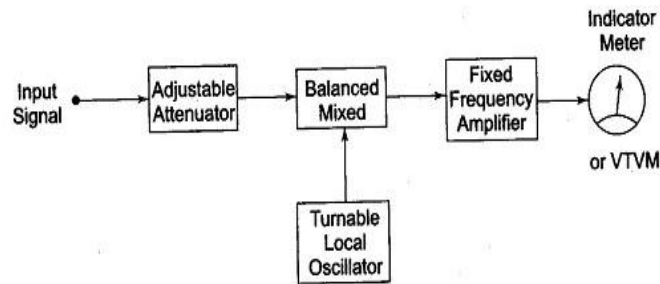 Input
Signal
Adjustable
Attenuator
Balanced
Mixed
Fixed
Frequency
Amplifier
Indicator
Meter
or VTVM
Turnable
Local
Oscillator